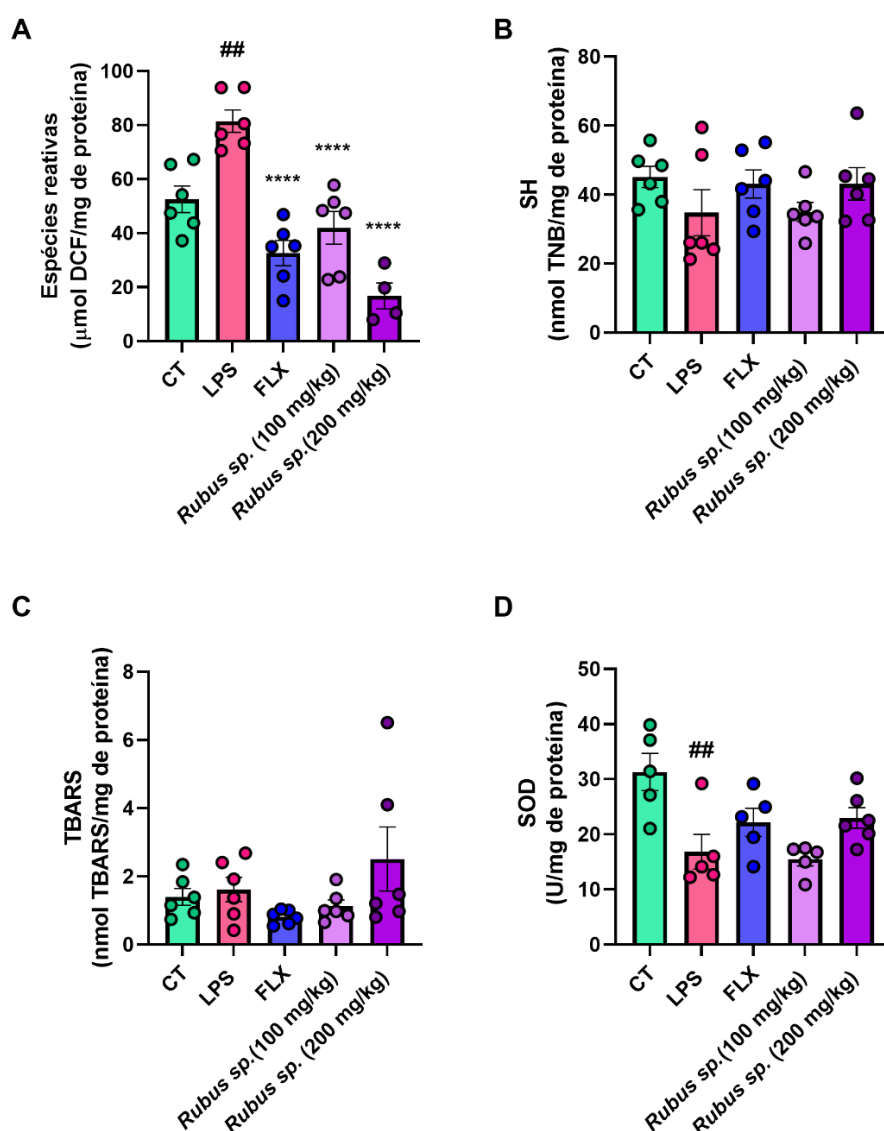 A
Espécies reativas
(μmol DCF/mg de proteína)
100
80
60
40
20
0
##
****
****
****
CT
LPS
FLX
Rubus sp. (100 mg/kg)
Rubus sp.(200 mg/kg)
B
SH
(nmol TNB/mg de proteína)
80
60
40
20
0
CT
LPS
FLX
Rubus sp.(100 mg/kg)
Rubus sp. (200 mg/kg)
C
TBARS
(nmol TBARS/mg de proteína)
8
6
4
2
0
CT
LPS
FLX
Rubus sp.(100 mg/kg)
Rubus sp. (200 mg/kg)
D
SOD
(U/mg de proteína)
50
40
30
20
10
0
##
CT
LPS
FLX
Rubus sp.(100 mg/kg)
Rubus sp. (200 mg/kg)